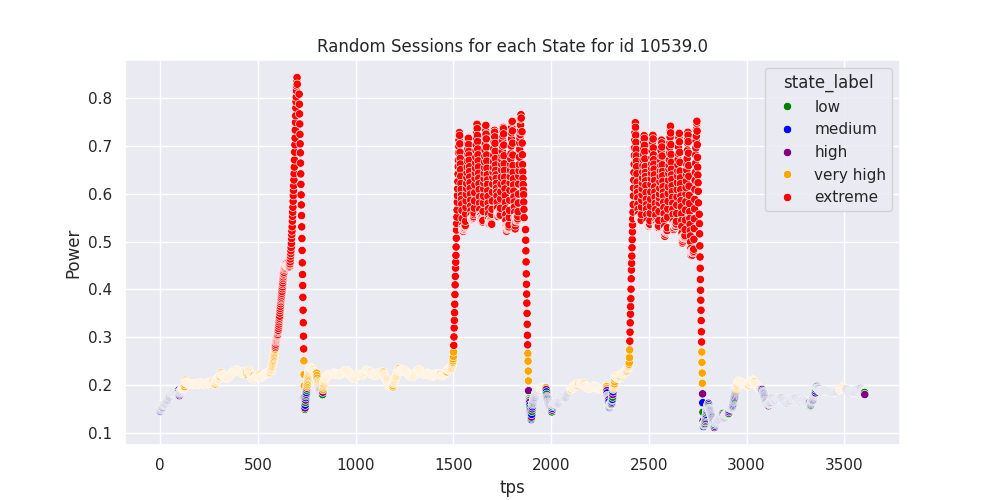 Random Sessions for each State for id 10539.0
state_label
low
medium
high
very high
extreme
Power
0.8
0.7
0.6
0.5
0.4
0.3
0.2
0.1
0
500
1000
1500
2000
2500
3000
3500
tps